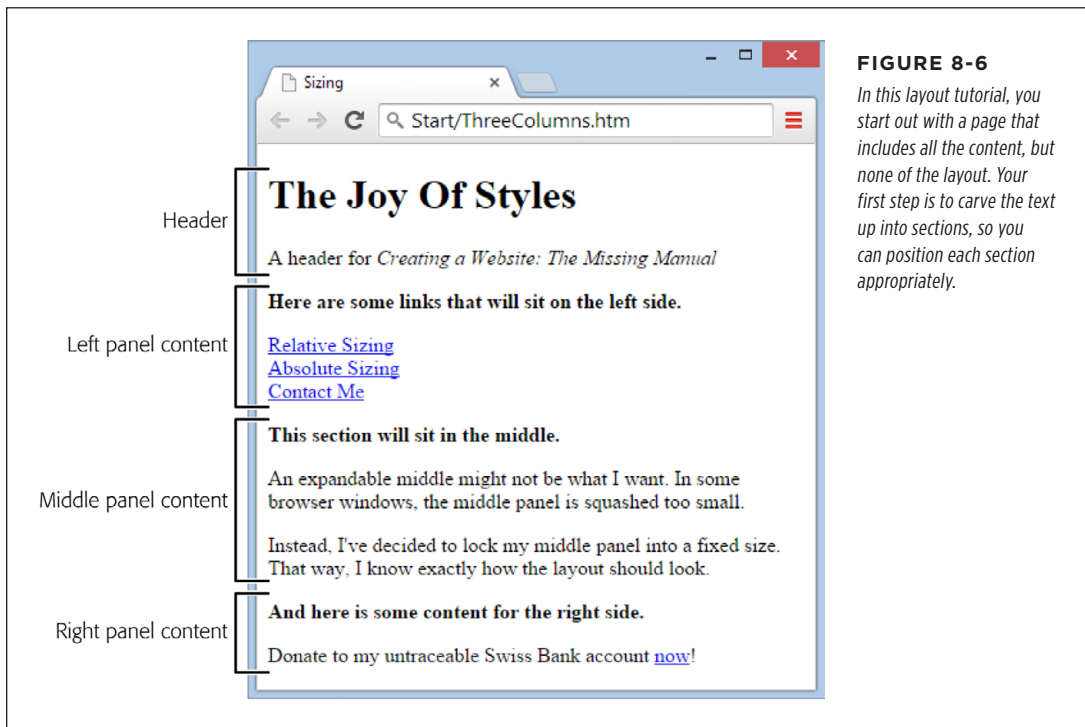 Sizing
Start/ThreeColumns.htm
Header
The Joy Of Styles
A header for Creating a Website: The Missing Manual
Left panel content
Here are some links that will sit on the left side.
Relative Sizing
Absolute Sizing
Contact Me
Middle panel content
This section will sit in the middle.
An expandable middle might not be what I want. In some
browser windows, the middle panel is squashed too small.
Instead, I've decided to lock my middle panel into a fixed size.
That way, I know exactly how the layout should look.
Right panel content
And here is some content for the right side.
Donate to my untraceable Swiss Bank account now!
FIGURE 8-6
In this layout tutorial, you
start out with a page that
includes all the content, but
none of the layout. Your
first step is to carve the text
up into sections, so you
can position each section
appropriately.